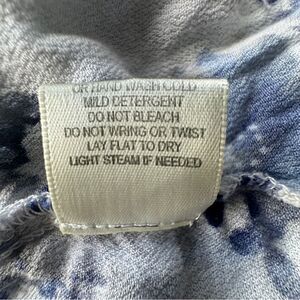 OR HAND WASH COLD
MILD DETERGENT
DO NOT BLEACH
DO NOT WRING OR TWIST
LAY FLAT TO DRY
LIGHT STEAM IF NEEDED